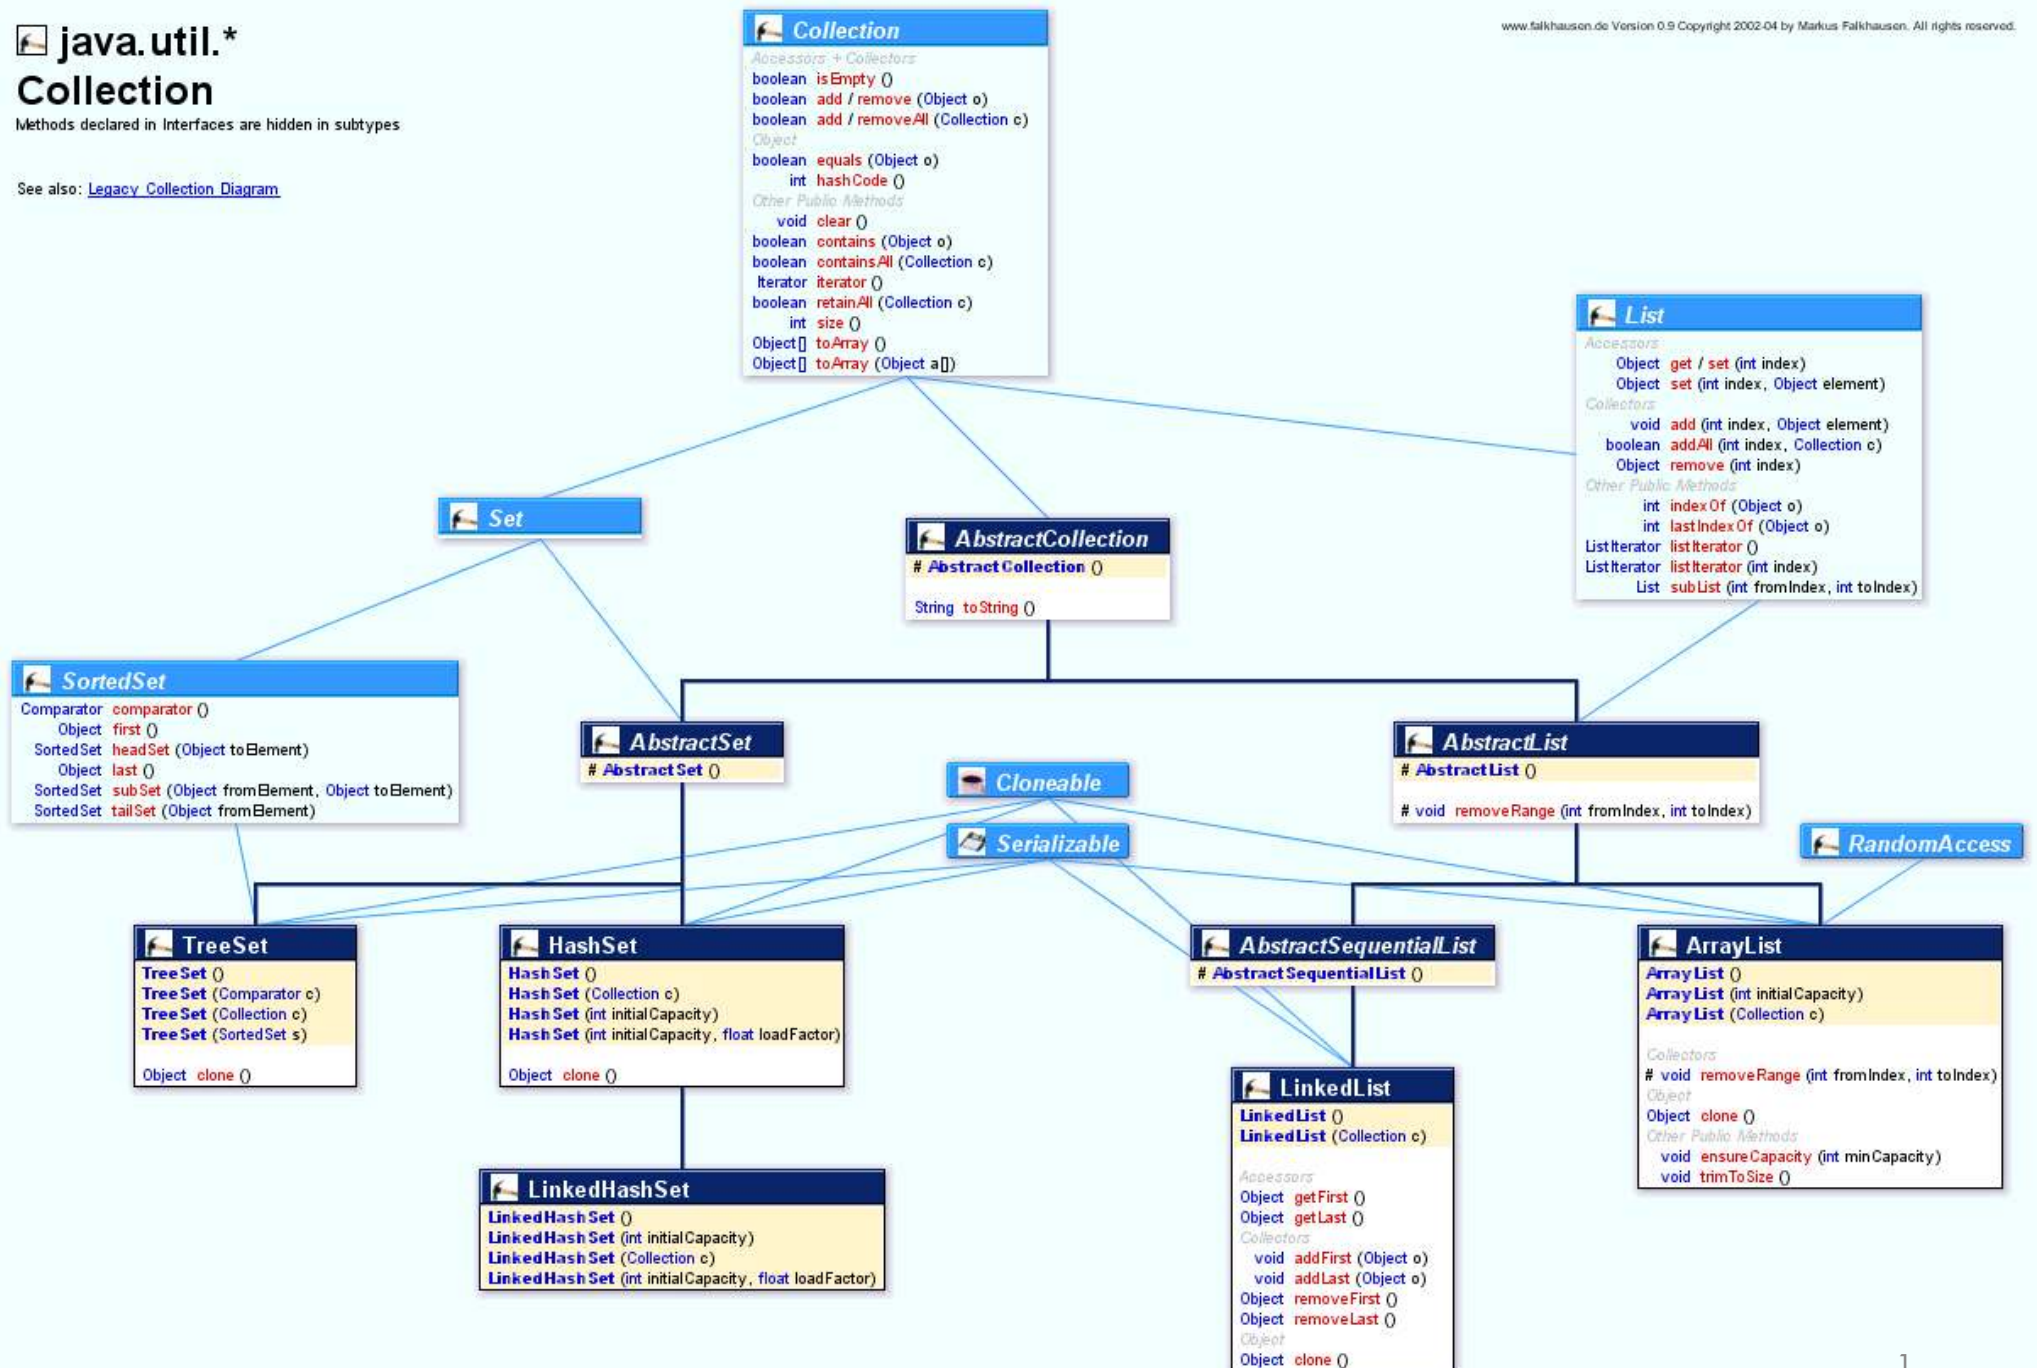 java.util.*
Collection
Methods declared in Interfaces are hidden in subtypes
See also: Legacy Collection Diagram
www.falkhausen.de Version 0.9 Copyright 2002-04 by Markus Falkhausen. All rights reserved.
Collection
Accessors + Collectors
boolean isEmpty ()
boolean add / remove (Object o)
boolean add / removeAll (Collection c)
Object
boolean equals (Object o)
int hashCode ()
Other Public Methods
void clear ()
boolean contains (Object o)
boolean containsAll (Collection c)
Iterator iterator ()
boolean retainAll (Collection c)
int size ()
Object[] toArray ()
Object[] toArray (Object a[])
List
Accessors
Object get / set (int index)
Object set (int index, Object element)
Collectors
void add (int index, Object element)
boolean addAll (int index, Collection c)
Object remove (int index)
Other Public Methods
int indexOf (Object o)
int lastIndexOf (Object o)
ListIterator listIterator ()
ListIterator listIterator (int index)
List subList (int fromIndex, int toIndex)
Set
AbstractCollection
# AbstractCollection ()
String toString ()
SortedSet
Comparator comparator ()
Object first ()
SortedSet headSet (Object toElement)
Object last ()
SortedSet subSet (Object fromElement, Object toElement)
SortedSet tailSet (Object fromElement)
AbstractSet
# AbstractSet ()
Cloneable
Serializable
AbstractList
# AbstractList ()
# void removeRange (int fromIndex, int toIndex)
RandomAccess
TreeSet
TreeSet ()
TreeSet (Comparator c)
TreeSet (Collection c)
TreeSet (SortedSet s)
Object clone ()
HashSet
HashSet ()
HashSet (Collection c)
HashSet (int initialCapacity)
HashSet (int initialCapacity, float loadFactor)
Object clone ()
AbstractSequentialList
# AbstractSequentialList ()
ArrayList
ArrayList ()
ArrayList (int initialCapacity)
ArrayList (Collection c)
Collectors
# void removeRange (int fromIndex, int toIndex)
Object
Object clone ()
Other Public Methods
void ensureCapacity (int minCapacity)
void trimToSize ()
LinkedHashSet
LinkedHashSet ()
LinkedHashSet (int initialCapacity)
LinkedHashSet (Collection c)
LinkedHashSet (int initialCapacity, float loadFactor)
LinkedList
LinkedList ()
LinkedList (Collection c)
Accessors
Object getFirst ()
Object getLast ()
Collectors
void addFirst (Object o)
void addLast (Object o)
Object removeFirst ()
Object removeLast ()
Object
Object clone ()
1